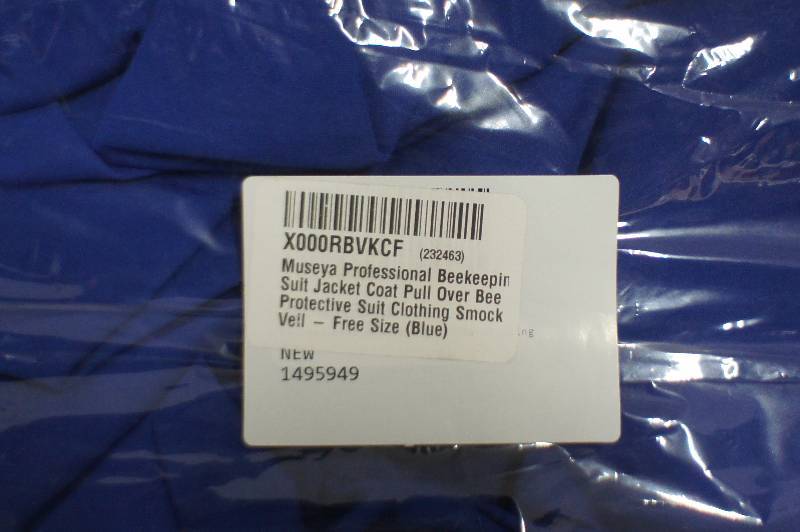 X000RBVKCF (232463)
Museya Professional Beekeepin
Suit Jacket Coat Pull Over Bee
Protective Suit Clothing Smock
Veil – Free Size (Blue)
ng
NEW
1495949